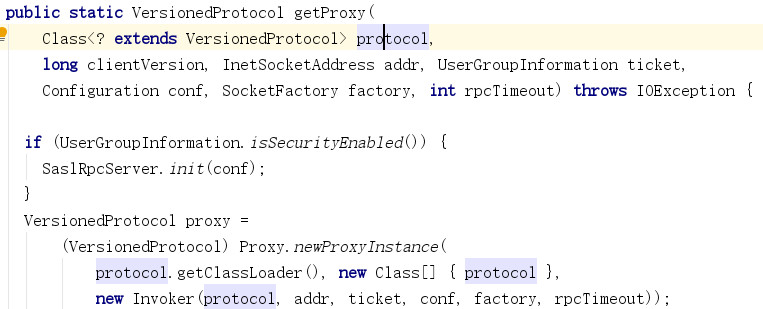 public static VersionedProtocol getProxy(
Class<? extends VersionedProtocol> protocol,
long clientVersion, InetSocketAddress addr, UserGroupInformation ticket,
Configuration conf, SocketFactory factory, int rpcTimeout) throws IOException {
if (UserGroupInformation.isSecurityEnabled()) {
SaslRpcServer.init(conf);
}
VersionedProtocol proxy =
(VersionedProtocol) Proxy.newProxyInstance(
protocol.getClassLoader(), new Class[] { protocol },
new Invoker(protocol, addr, ticket, conf, factory, rpcTimeout));